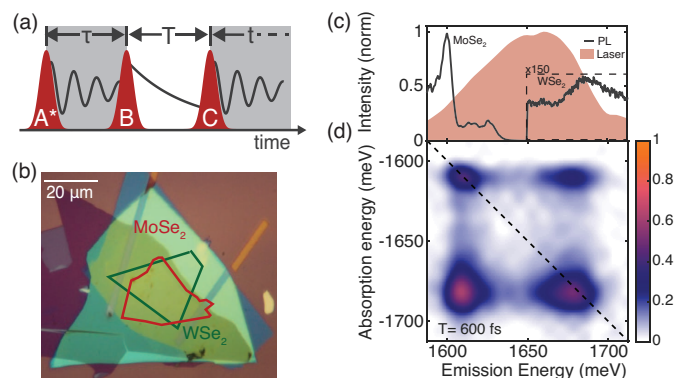 (a)
τ
T
t
A*
B
C
time
(b)
20 μm
MoSe₂
WSe₂
(c)
Intensity (norm)
1
0.5
0
MoSe₂
x150
WSe₂
PL
Laser
(d)
Absorption energy (meV)
-1600
-1650
-1700
T= 600 fs
1600
1650
1700
Emission Energy (meV)
1
0.8
0.6
0.4
0.2
0